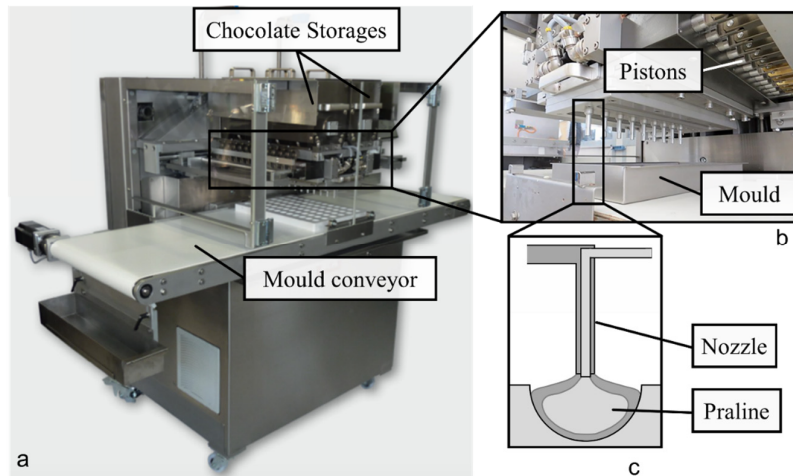 Chocolate Storages
Pistons
Mould
b
Mould conveyor
Nozzle
Praline
a
c